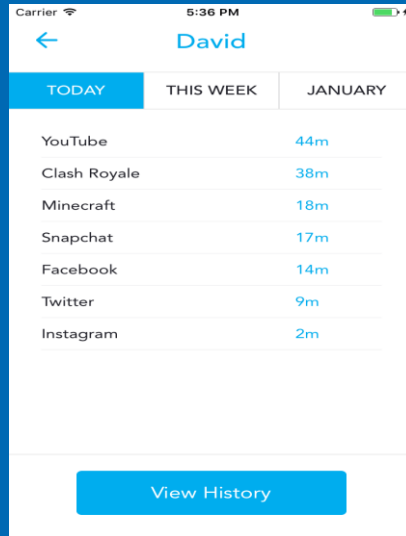 Carrier 5:36 PM
David
TODAY THIS WEEK JANUARY
YouTube 44m
Clash Royale 38m
Minecraft 18m
Snapchat 17m
Facebook 14m
Twitter 9m
Instagram 2m
View History